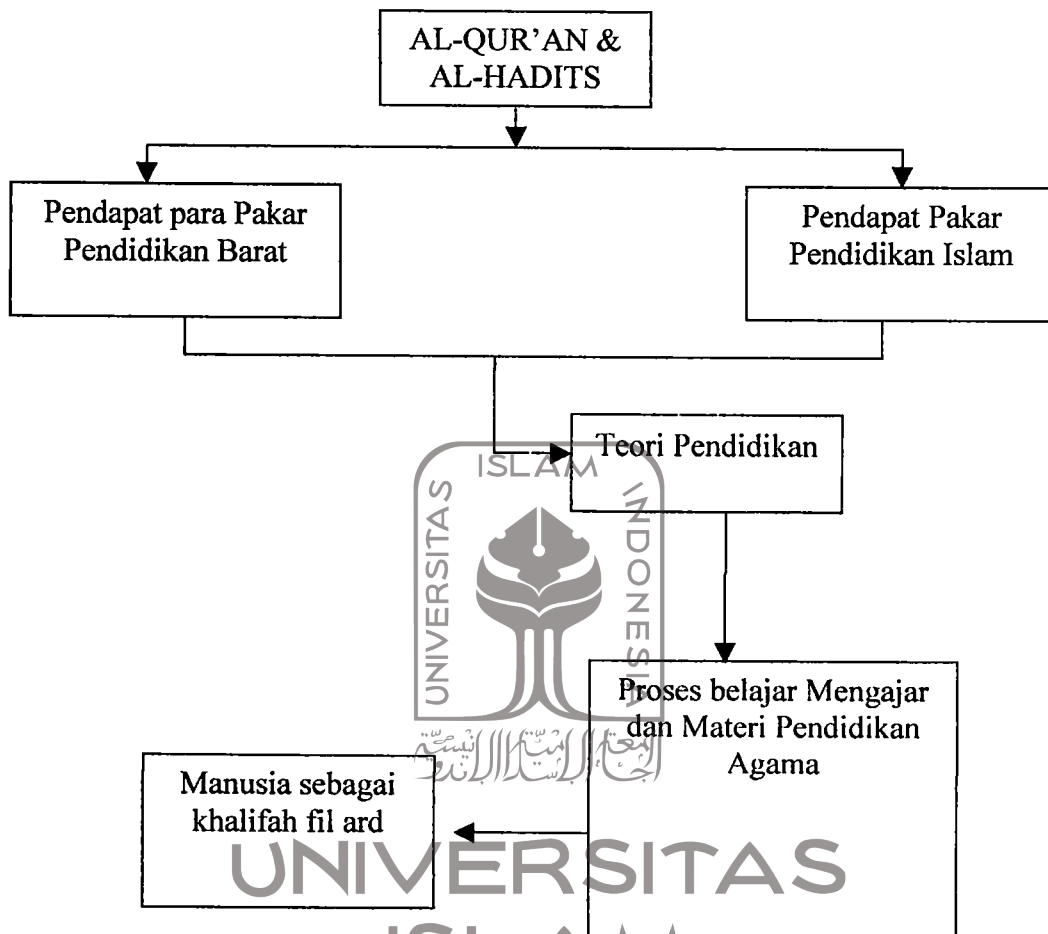 AL-QUR’AN &
AL-HADITS
Pendapat para Pakar
Pendidikan Barat
Pendapat Pakar
Pendidikan Islam
Teori Pendidikan
ISLAM
UNIVERSITAS
INDONESIA
Proses belajar Mengajar
dan Materi Pendidikan
Agama
Manusia sebagai
khalifah fil ard
UNIVERSITAS
ISLAM